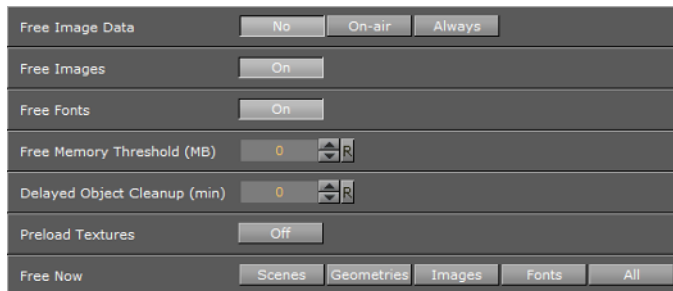 Free Image Data No On-air Always
Free Images On
Free Fonts On
Free Memory Threshold (MB) 0 R
Delayed Object Cleanup (min) 0 R
Preload Textures Off
Free Now Scenes Geometries Images Fonts All